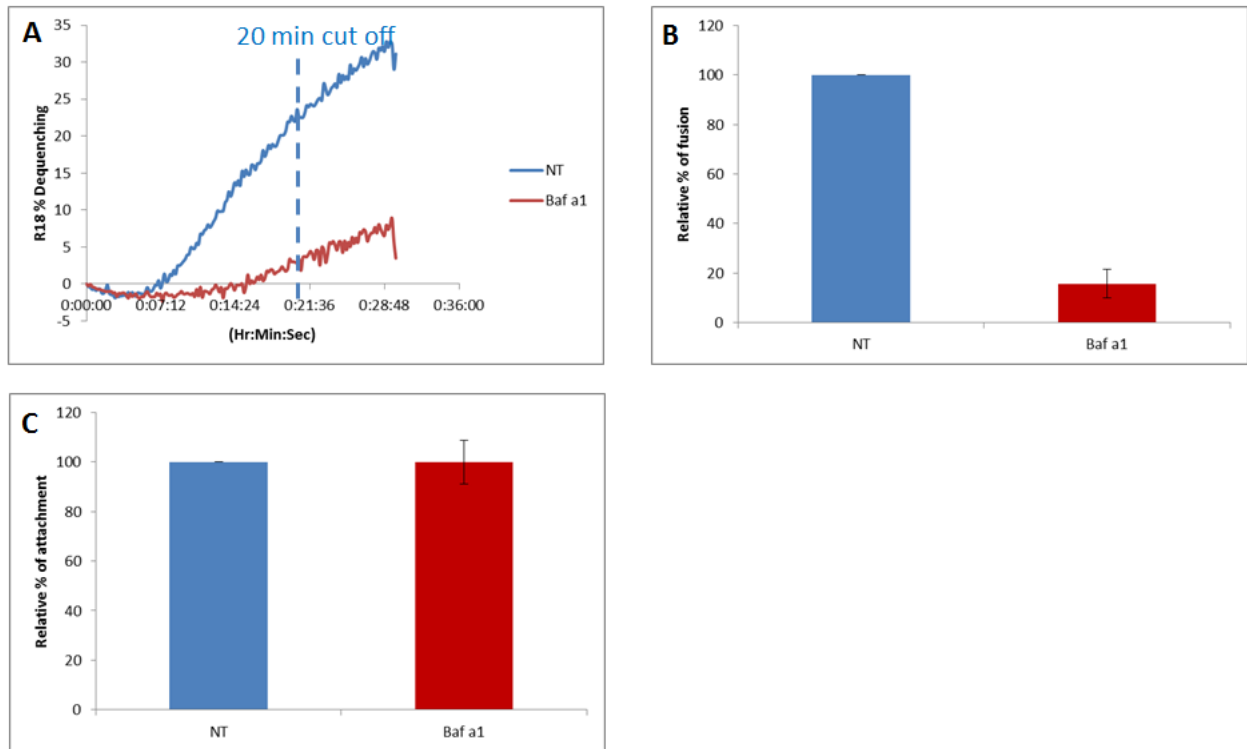 A
20 min cut off
35
30
25
20
15
10
5
0
-5
R18 % Dequenching
0:00:00 0:07:12 0:14:24 0:21:36 0:28:48 0:36:00
(Hr:Min:Sec)
NT
Baf a1
B
120
100
80
60
40
20
0
Relative % of fusion
NT Baf a1
C
120
100
80
60
40
20
0
Relative % of attachment
NT Baf a1